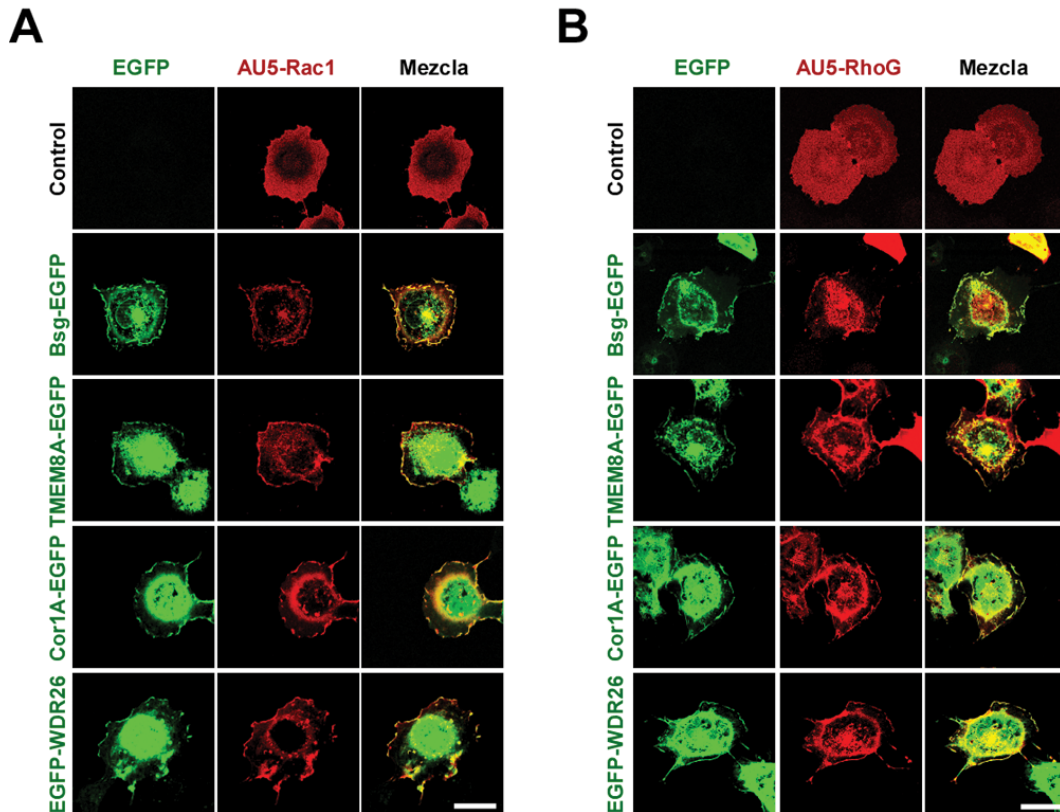 A
EGFP AU5-Rac1 Mezcla
Control
Bsg-EGFP
TMEM8A-EGFP
Cor1A-EGFP
EGFP-WDR26
B
EGFP AU5-RhoG Mezcla
Control
Bsg-EGFP
TMEM8A-EGFP
Cor1A-EGFP
EGFP-WDR26